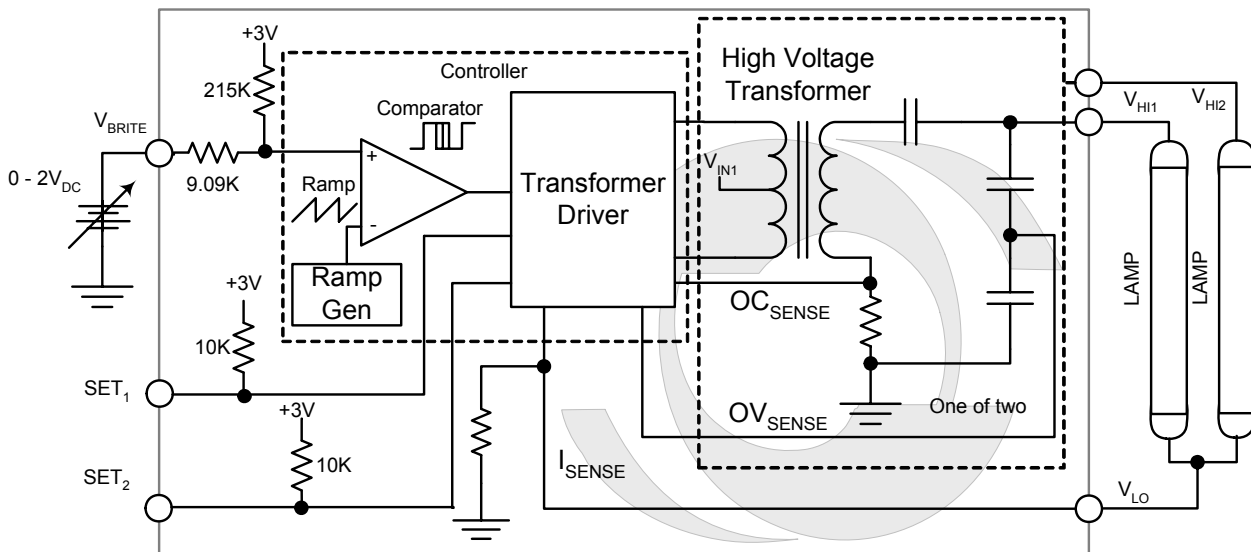 +3V
215K
V_BRITE
9.09K
0 - 2V_DC
Controller
Comparator
+
-
Ramp
Ramp
Gen
Transformer
Driver
High Voltage
Transformer
V_IN1
OC_SENSE
OV_SENSE
One of two
V_HI1
V_HI2
LAMP
LAMP
+3V
10K
SET_1
+3V
10K
SET_2
I_SENSE
V_LO